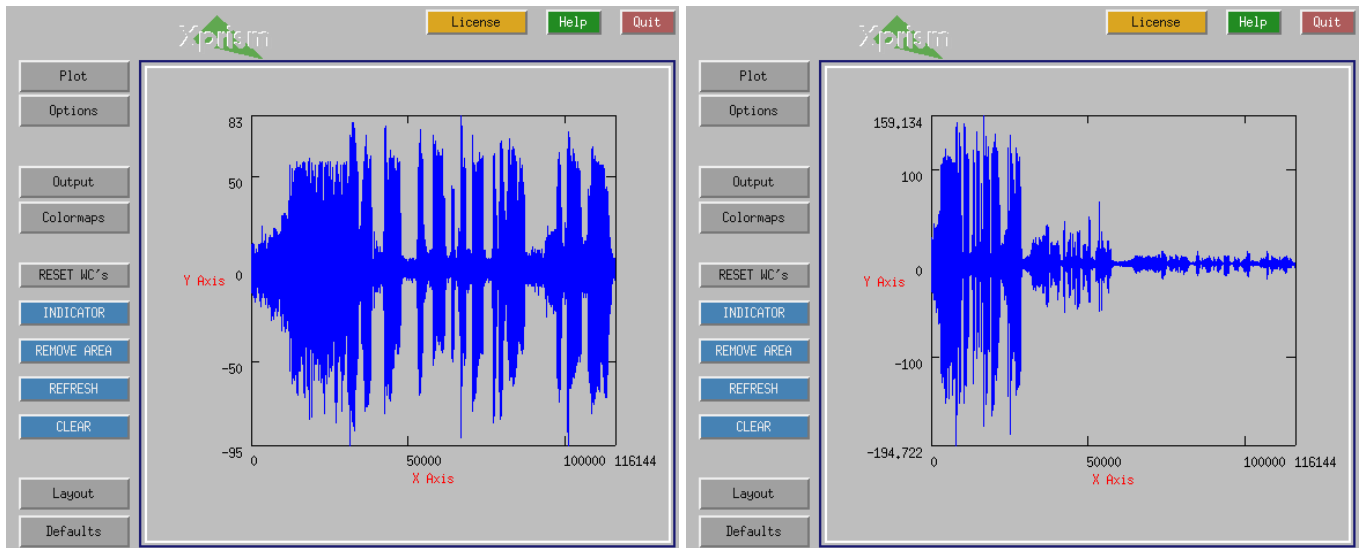 Xprism License Help Quit
Plot
Options
Output
Colormaps
RESET WC's
INDICATOR
REMOVE AREA
REFRESH
CLEAR
Layout
Defaults
83
50
0
-50
-95
Y Axis
0 50000 100000 116144
X Axis
Xprism License Help Quit
Plot
Options
Output
Colormaps
RESET WC's
INDICATOR
REMOVE AREA
REFRESH
CLEAR
Layout
Defaults
159.134
100
0
-100
-194.722
Y Axis
0 50000 100000 116144
X Axis